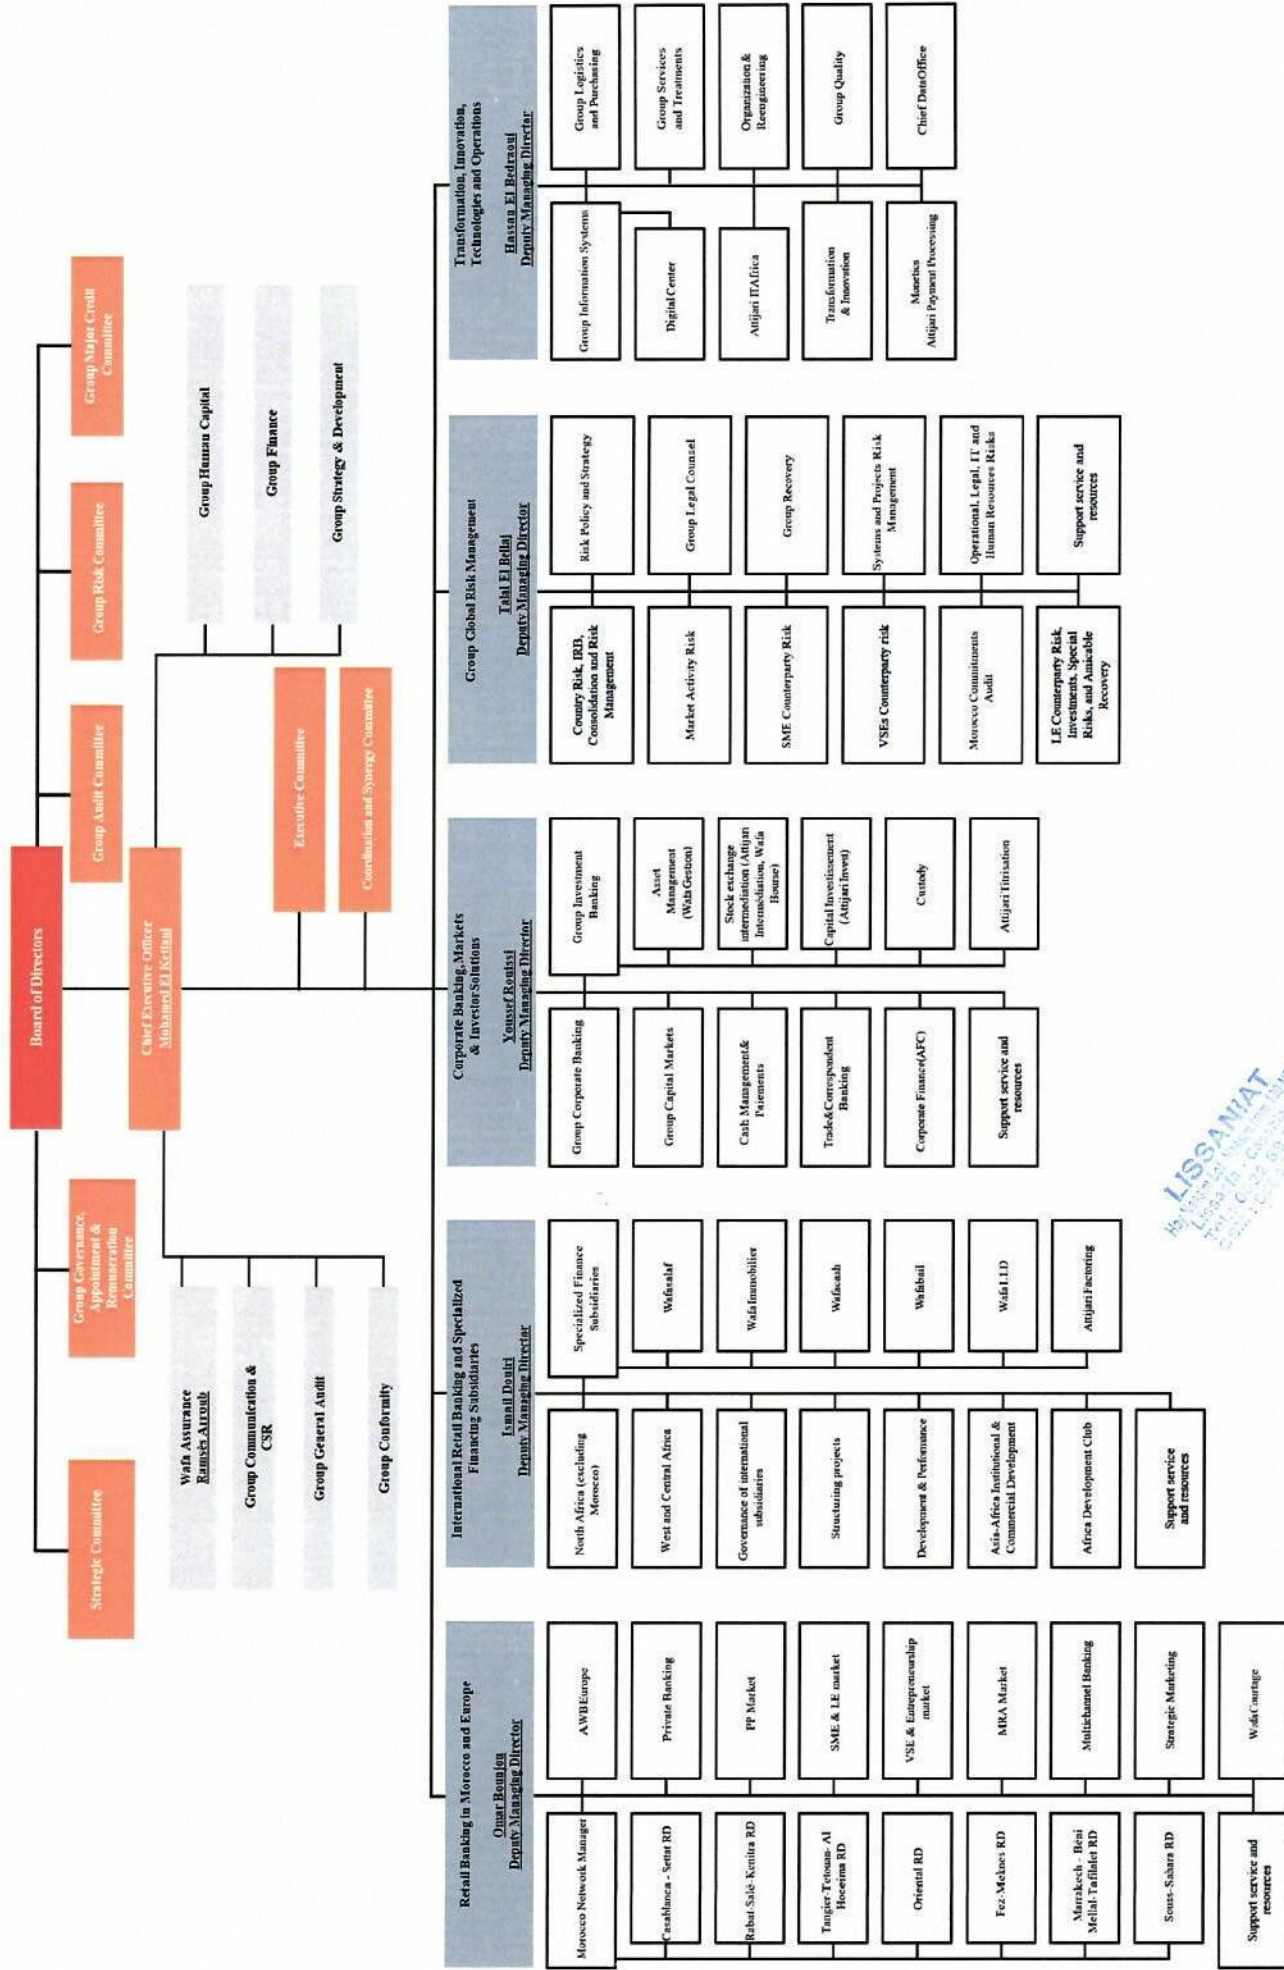 Board of Directors
Strategic Committee
Group Governance,
Appointment &
Remuneration
Committee
Group Audit Committee
Group Risk Committee
Group Major Credit
Committee
Chief Executive Officer
Mohamed El Kettani
Wafa Assurance
Ramsès Arroub
Group Communication &
CSR
Group General Audit
Group Conformity
Group Human Capital
Group Finance
Group Strategy & Development
Executive Committee
Coordination and Synergy Committee
Retail Banking in Morocco and Europe
Omar Bounjou
Deputy Managing Director
Morocco Network Manager
Casablanca - Settat RD
Rabat-Salé-Kenitra RD
Tangier-Tetouan- Al
Hoceima RD
Oriental RD
Fez-Meknes RD
Marrakech - Béni
Mellal-Tafilalet RD
Souss-Sahara RD
Support service and
resources
AWB Europe
Private Banking
PP Market
SME & LE market
VSE & Entrepreneurship
market
MRA Market
Multichannel Banking
Strategic Marketing
Wafa Courtage
International Retail Banking and Specialized
Financing Subsidiaries
Ismail Douiri
Deputy Managing Director
North Africa (excluding
Morocco)
West and Central Africa
Governance of international
subsidiaries
Structuring projects
Development & Performance
Asia-Africa Institutional &
Commercial Development
Africa Development Club
Support service
and resources
Specialized Finance
Subsidiaries
Wafasalaf
Wafa Immobilier
Wafacash
Wafabail
Wafa LLD
Attijari Factoring
Corporate Banking, Markets
& Investor Solutions
Youssef Rouissi
Deputy Managing Director
Group Corporate Banking
Group Capital Markets
Cash Management&
Paiements
Trade&Correspondent
Banking
Corporate Finance(AFC)
Support service and
resources
Group Investment
Banking
Asset
Management
(Wafa Gestion)
Stock exchange
intermediation (Attijari
Intermédiation, Wafa
Bourse)
Capital Investissement
(Attijari Invest)
Custody
Attijari Titrisation
Group Global Risk Management
Talal El Bellaj
Deputy Managing Director
Country Risk, IRB,
Consolidation and Risk
Management
Market Activity Risk
SME Counterparty Risk
VSEs Counterparty risk
Morocco Commitments
Audit
LE Counterparty Risk,
Investments, Special
Risks, and Amicable
Recovery
Risk Policy and Strategy
Group Legal Counsel
Group Recovery
Systems and Projects Risk
Management
Operational, Legal, IT and
Human Resources Risks
Support service and
resources
Transformation, Innovation,
Technologies and Operations
Hassan El Bedraoui
Deputy Managing Director
Group Information Systems
Digital Center
Attijari ITAfrica
Transformation
& Innovation
Monetics
Attijari Payment Processing
Group Logistics
and Purchasing
Group Services
and Treatments
Organization &
Reengineering
Group Quality
Chief DataOffice
LISSANIAT